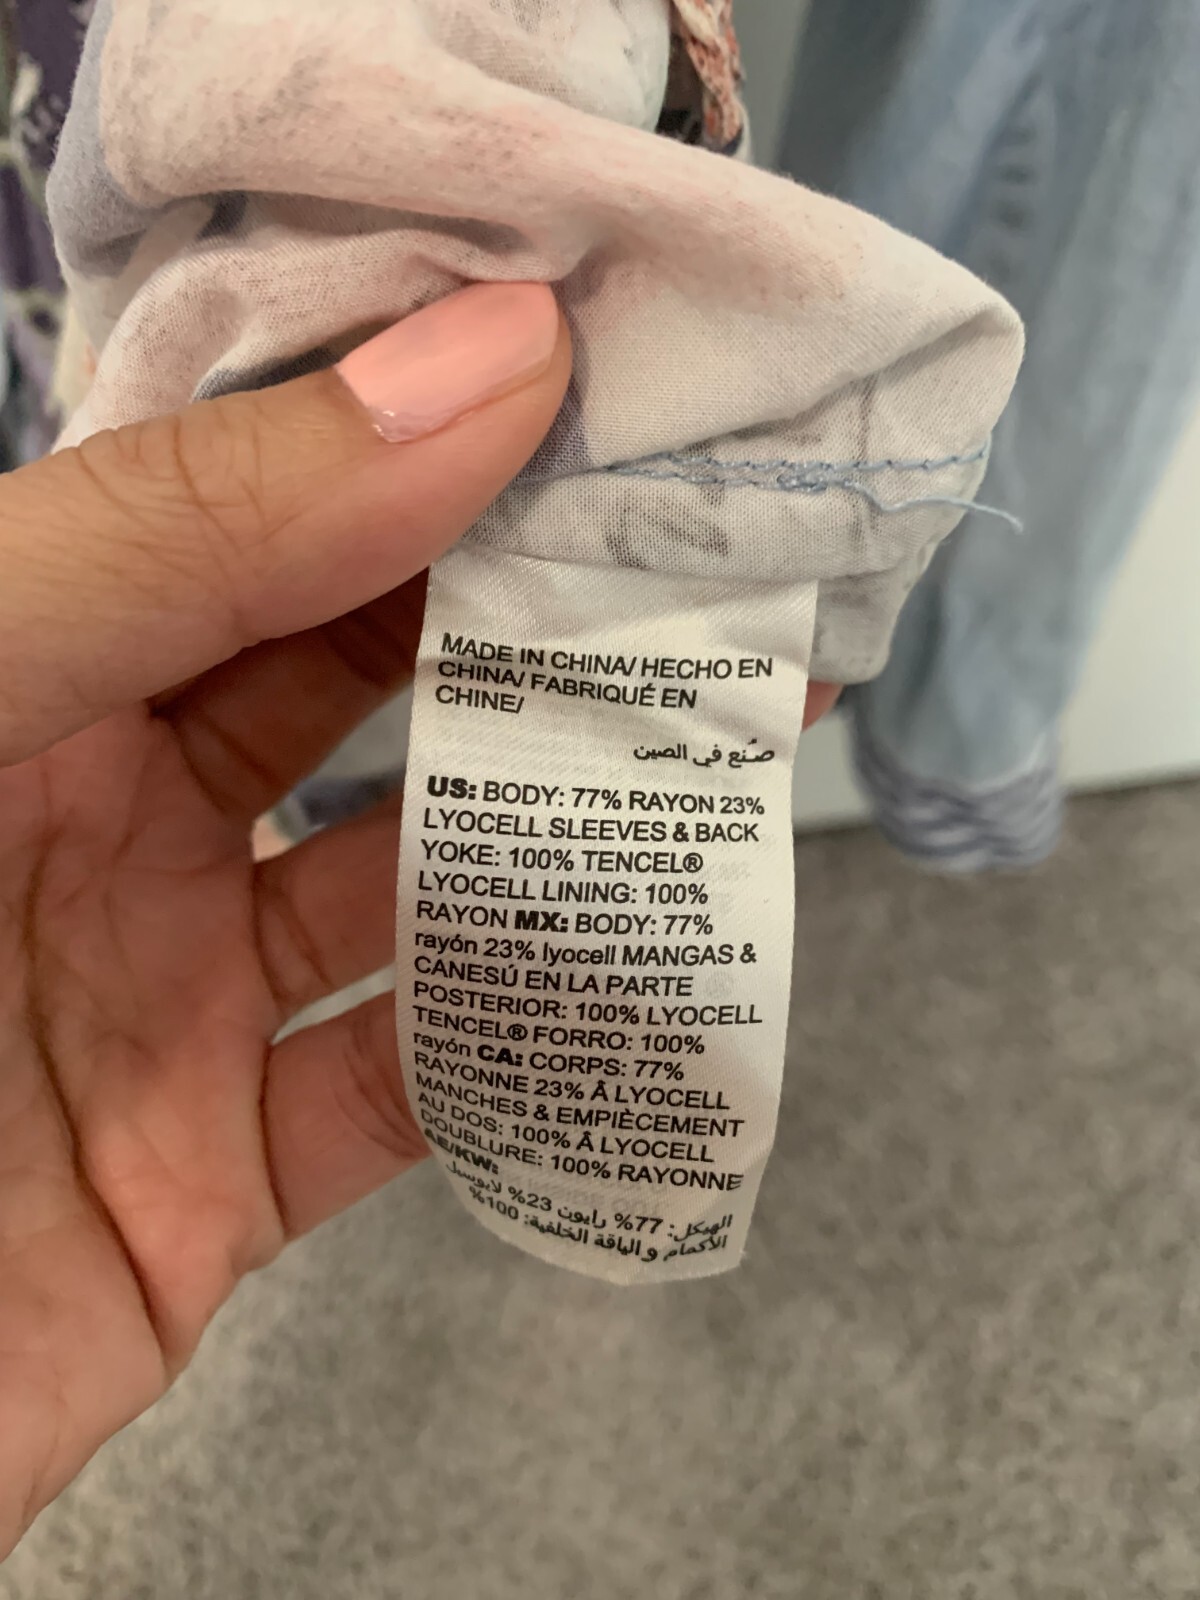 MADE IN CHINA/ HECHO EN
CHINA/ FABRIQUÉ EN
CHINE/
صُنع في الصين
US: BODY: 77% RAYON 23%
LYOCELL SLEEVES & BACK
YOKE: 100% TENCEL®
LYOCELL LINING: 100%
RAYON MX: BODY: 77%
rayón 23% lyocell MANGAS &
CANESÚ EN LA PARTE
POSTERIOR: 100% LYOCELL
TENCEL® FORRO: 100%
rayón CA: CORPS: 77%
RAYONNE 23% Â LYOCELL
MANCHES & EMPIÈCEMENT
AU DOS: 100% Â LYOCELL
DOUBLURE: 100% RAYONNE
AE/KW:
الهيكل: 77% رايون 23% لايوسيل
الأكمام و الياقة الخلفية: 100%